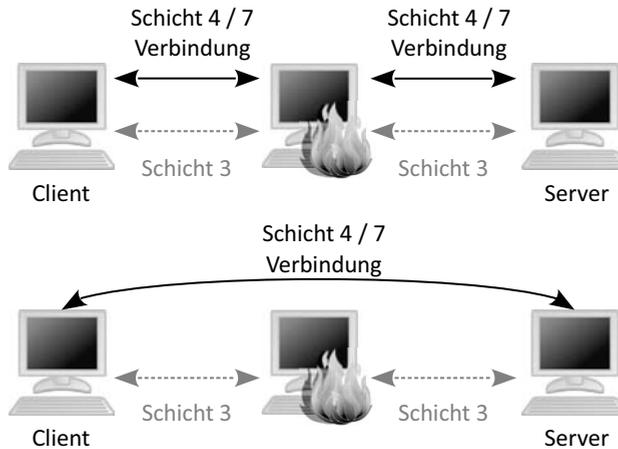 Schicht 4 / 7
Verbindung
Schicht 4 / 7
Verbindung
Schicht 3
Schicht 3
Client
Server
Schicht 4 / 7
Verbindung
Schicht 3
Schicht 3
Client
Server